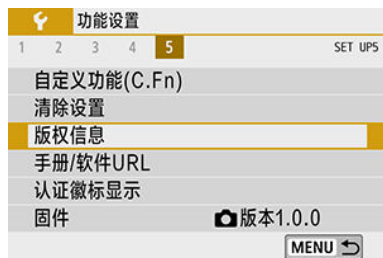 功能设置
1 2 3 4 5 SET UP5
自定义功能(C.Fn)
清除设置
版权信息
手册/软件URL
认证徽标显示
固件 版本1.0.0
MENU